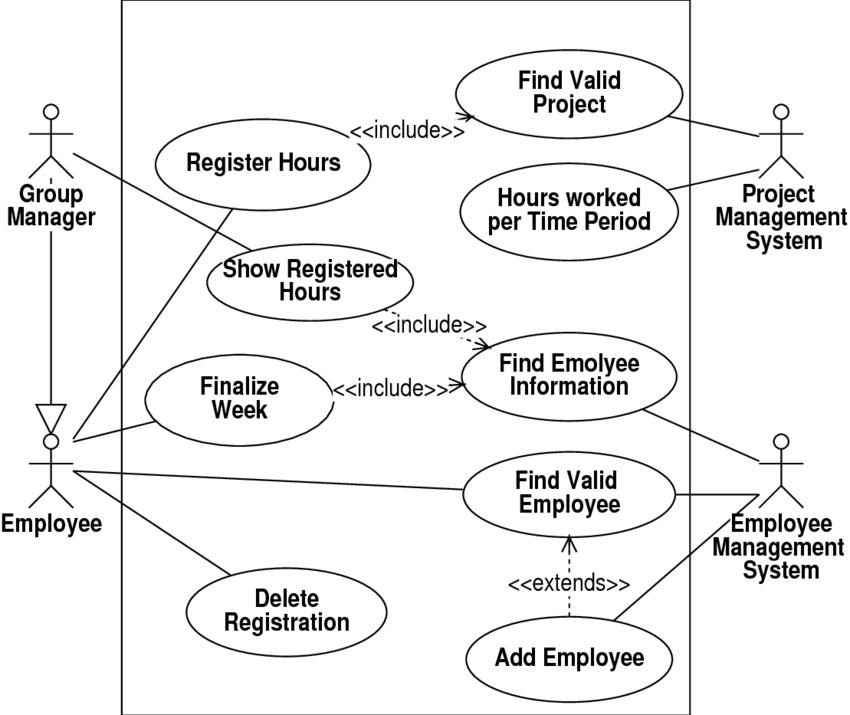 Find Valid
Project
<<include>>
Register Hours
Group
Manager
Hours worked
per Time Period
Project
Management
System
Show Registered
Hours
<<include>>
Find Emolyee
Information
Finalize
Week
<<include>>
Find Valid
Employee
Employee
Employee
Management
System
<<extends>>
Delete
Registration
Add Employee